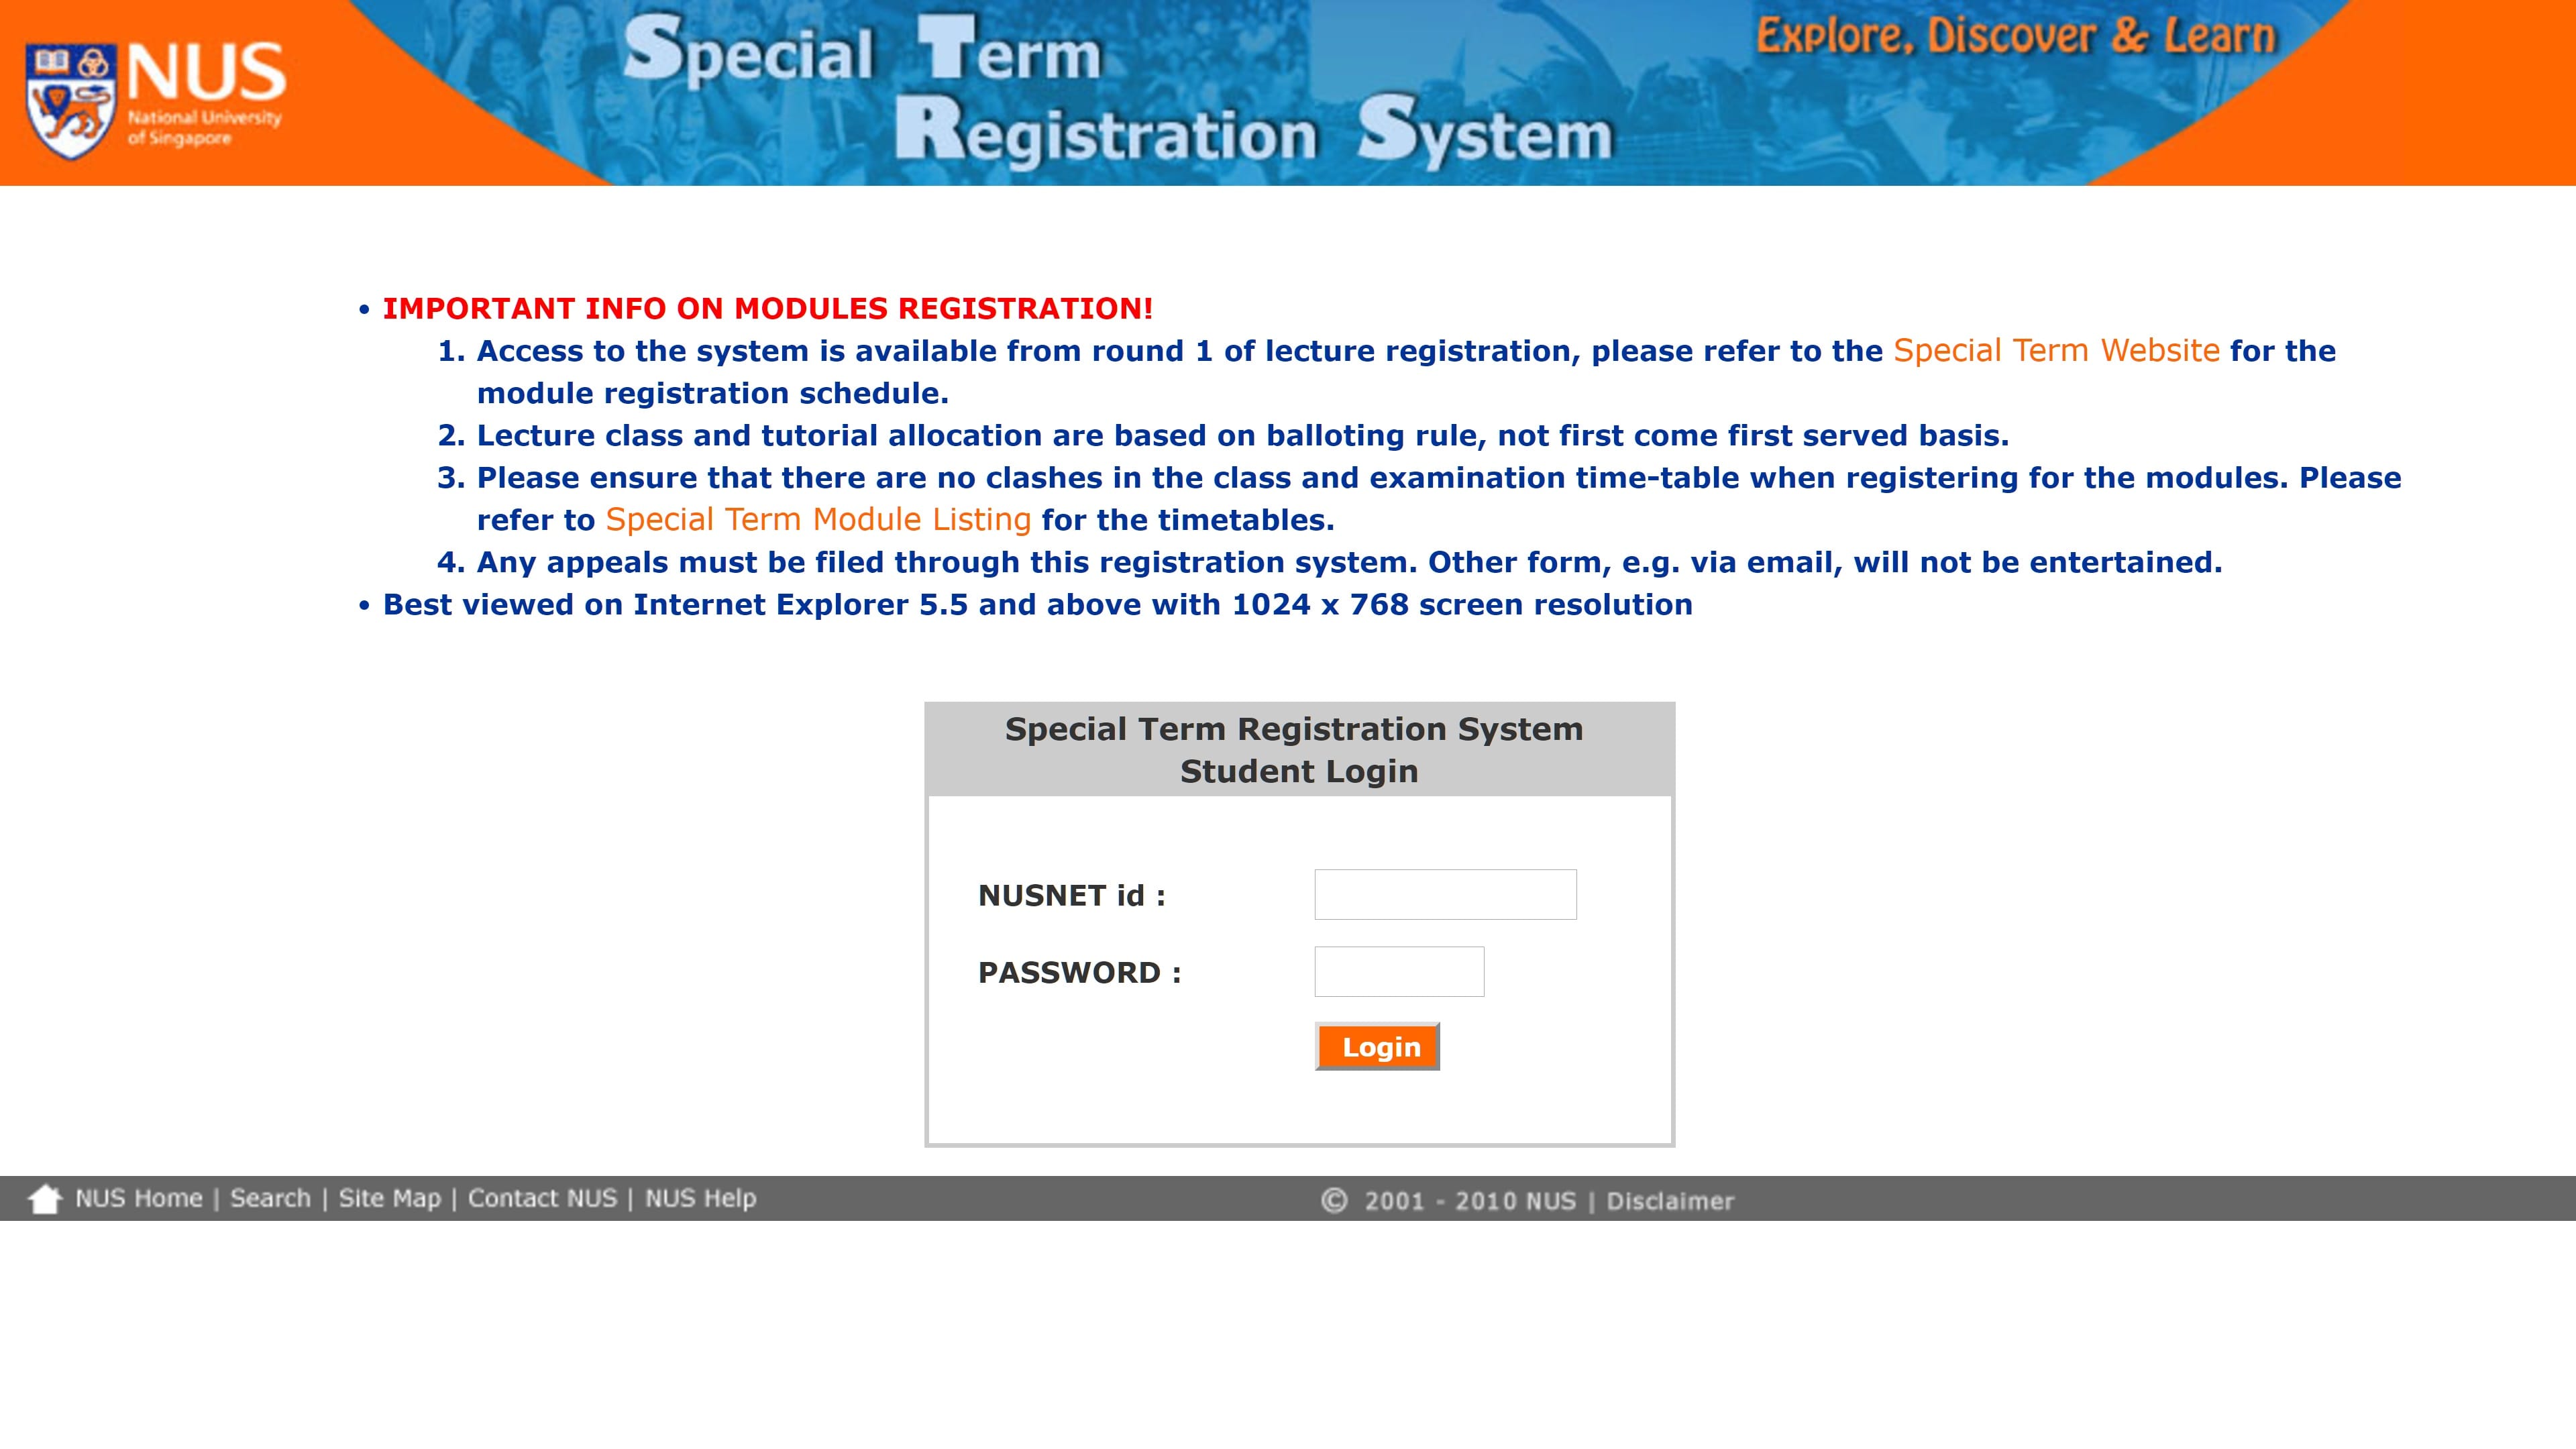 NUS
National University
of Singapore
Special Term
Registration System
Explore, Discover & Learn
• IMPORTANT INFO ON MODULES REGISTRATION!
1. Access to the system is available from round 1 of lecture registration, please refer to the Special Term Website for the
module registration schedule.
2. Lecture class and tutorial allocation are based on balloting rule, not first come first served basis.
3. Please ensure that there are no clashes in the class and examination time-table when registering for the modules. Please
refer to Special Term Module Listing for the timetables.
4. Any appeals must be filed through this registration system. Other form, e.g. via email, will not be entertained.
• Best viewed on Internet Explorer 5.5 and above with 1024 x 768 screen resolution
Special Term Registration System
Student Login
NUSNET id :
PASSWORD :
Login
NUS Home | Search | Site Map | Contact NUS | NUS Help
© 2001 - 2010 NUS | Disclaimer